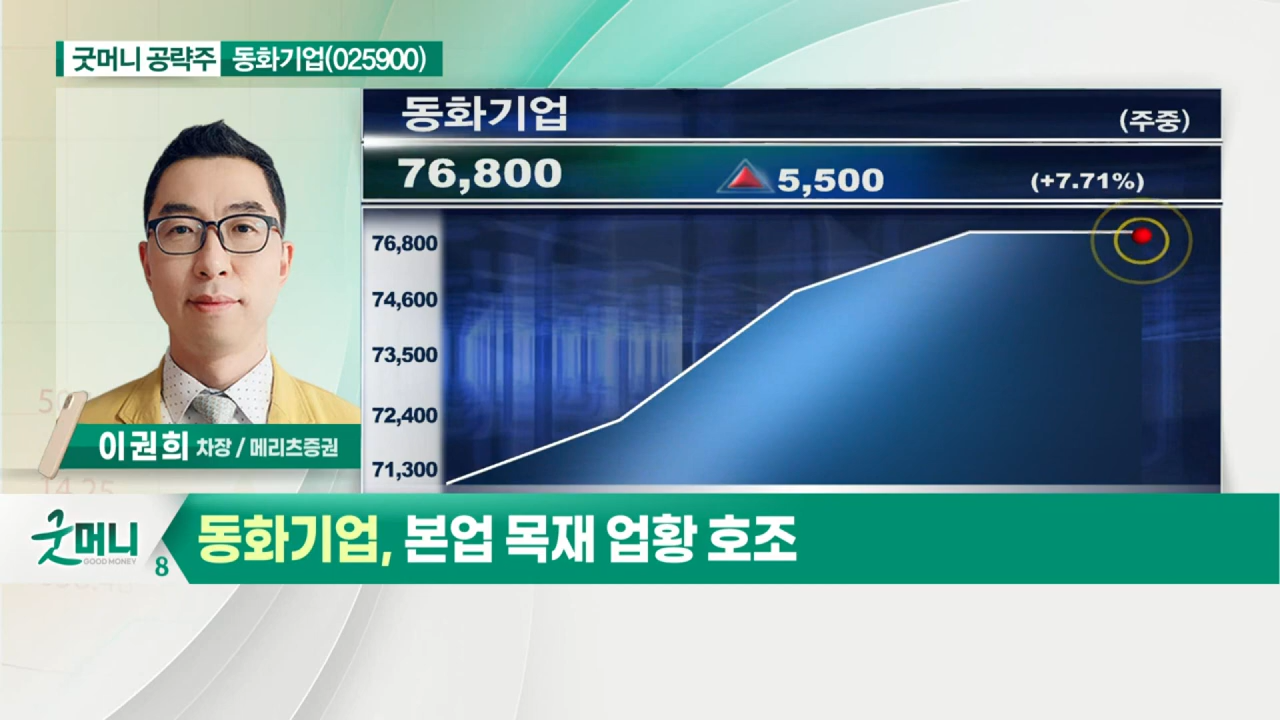 굿머니 공략주 동화기업(025900)
동화기업 (주중)
76,800 5,500 (+7.71%)
76,800
74,600
73,500
72,400
71,300
이권희 차장 / 메리츠증권
굿머니
GOOD MONEY
8
동화기업, 본업 목재 업황 호조